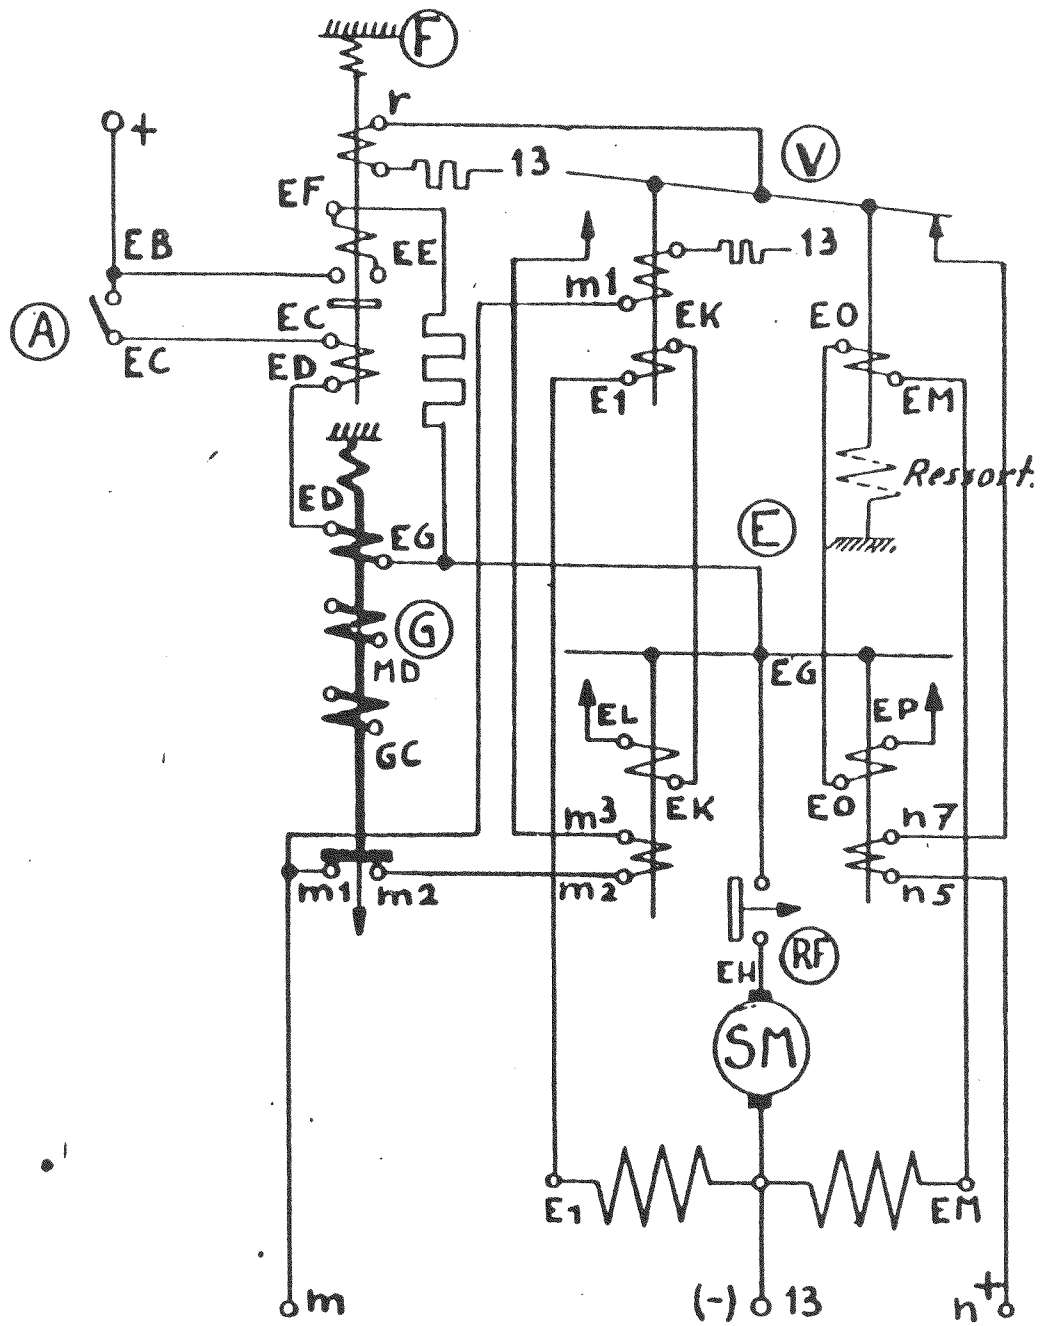 F
r
+
13
V
EF
EB
EE
13
m1
A
EC
EK
EO
EC
ED
E1
EM
Ressort.
ED
E
EG
G
EG
MD
EL
EP
GC
EK
EO
m3
n7
m1
m2
m2
n5
EH
RF
SM
E1
EM
m
(-)
13
n
+